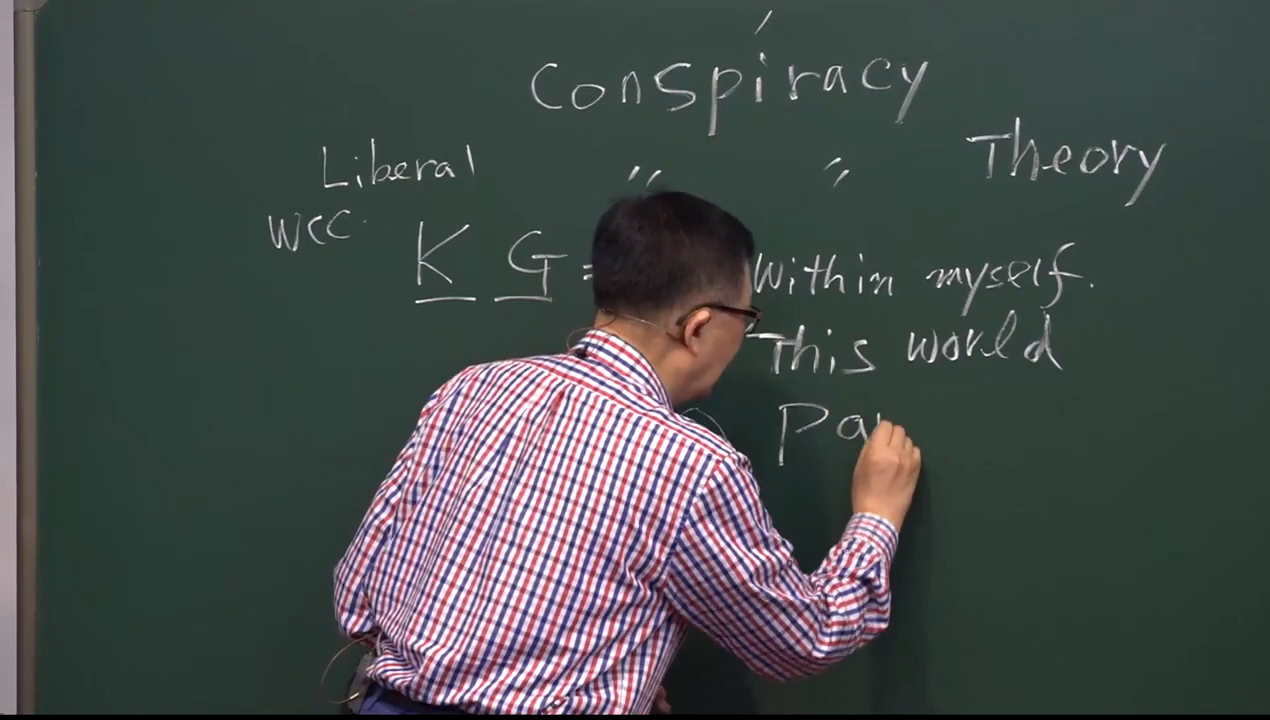 Conspiracy
Theory
Liberal 〃 〃
WCC.
K G = Within myself.
This world
Pa